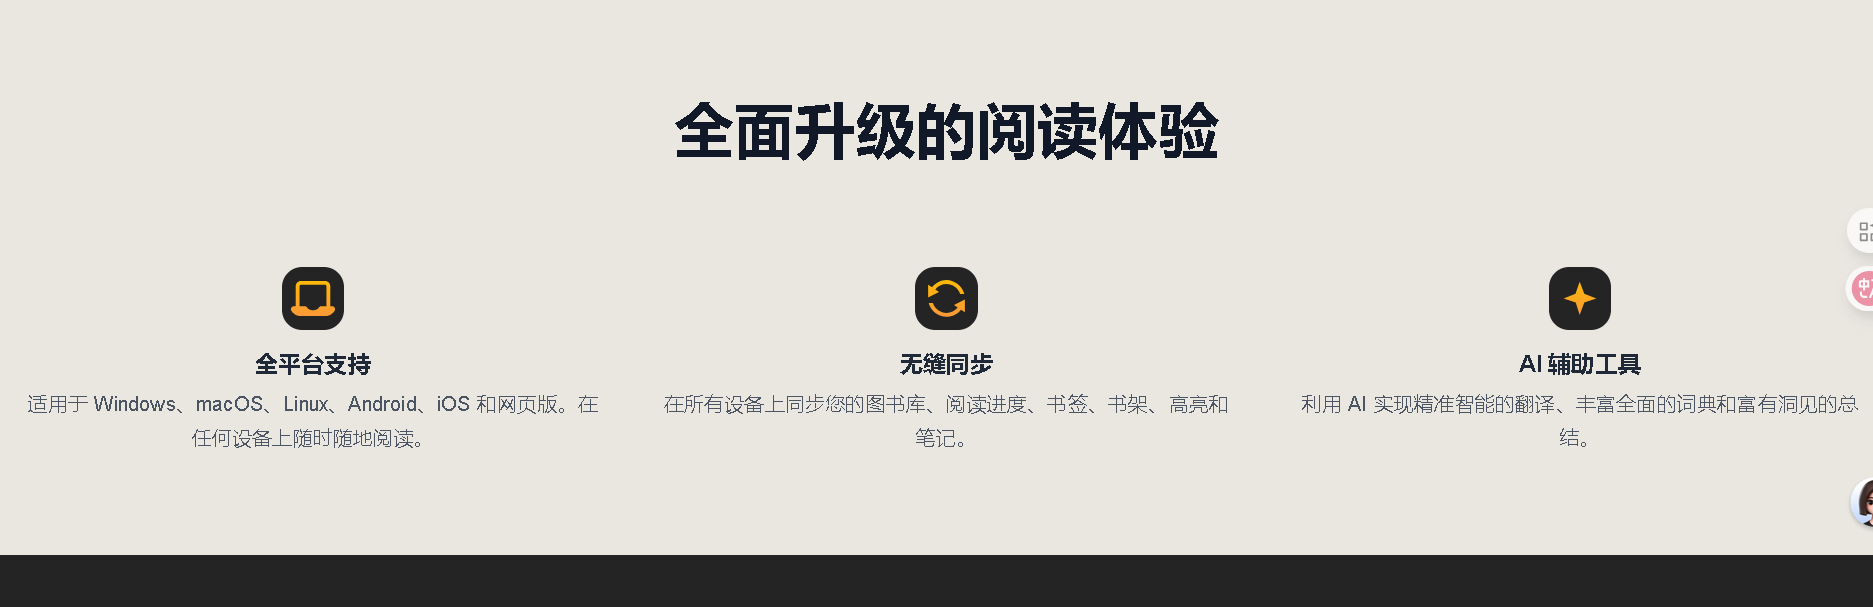 全面升级的阅读体验
全平台支持
适用于 Windows、macOS、Linux、Android、iOS 和网页版。在
任何设备上随时随地阅读。
无缝同步
在所有设备上同步您的图书库、阅读进度、书签、书架、高亮和
笔记。
AI 辅助工具
利用 AI 实现精准智能的翻译、丰富全面的词典和富有洞见的总
结。